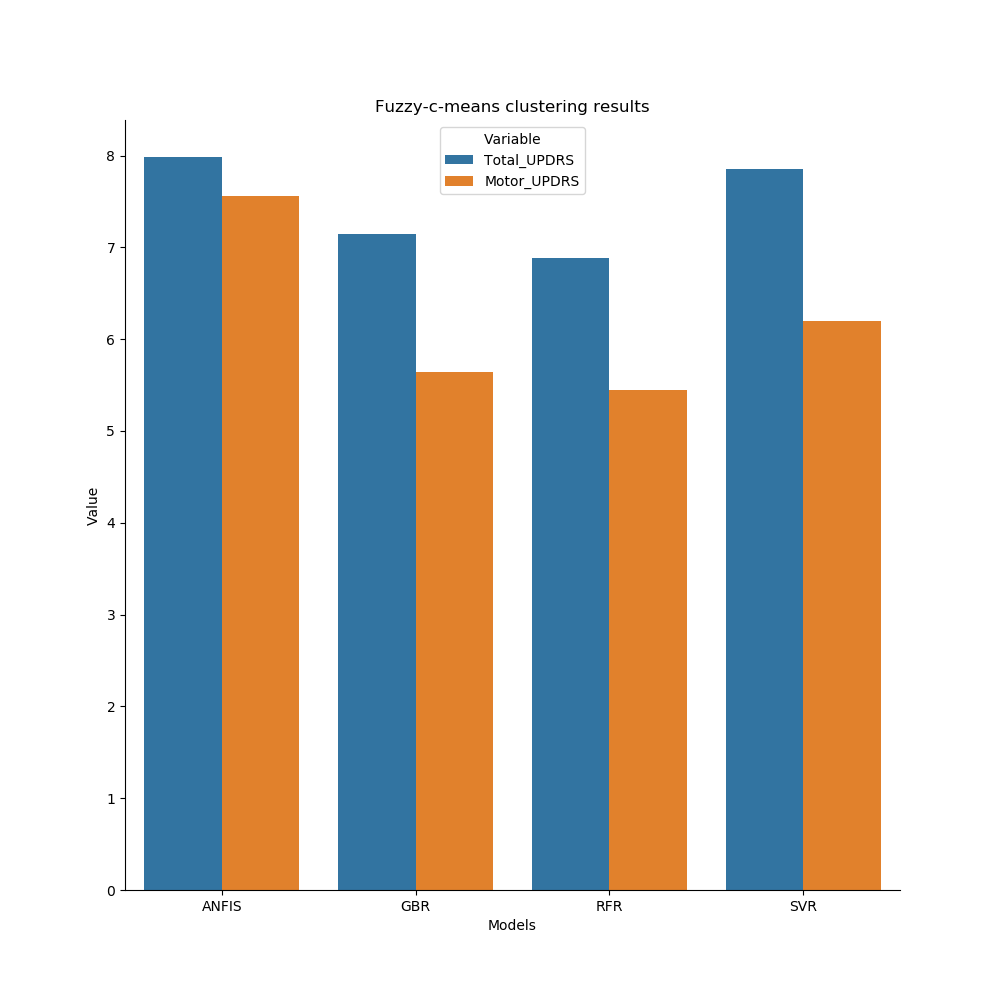 Fuzzy-c-means clustering results
Variable
Total_UPDRS
Motor_UPDRS
8
7
6
5
4
3
2
1
0
Value
ANFIS GBR RFR SVR
Models